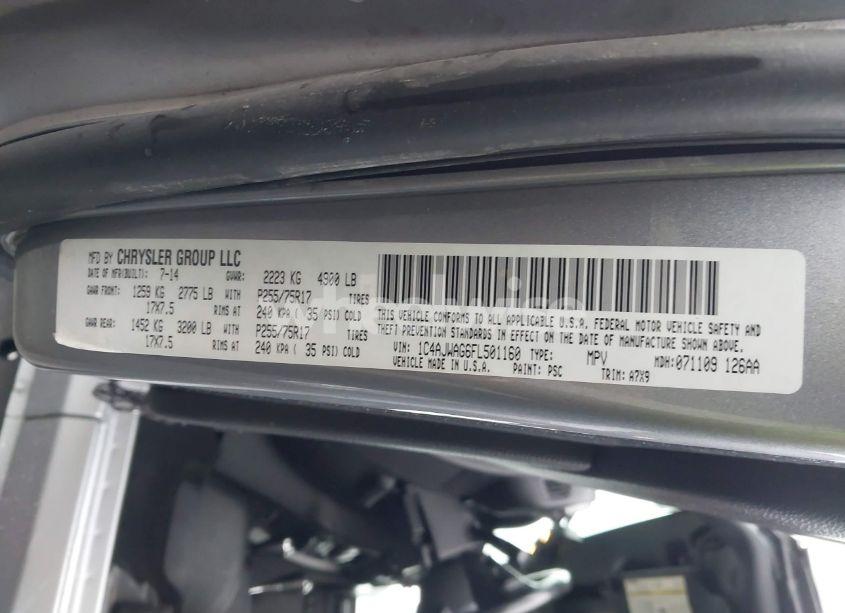 MFD BY CHRYSLER GROUP LLC
DATE OF MFR(BUILT): 7-14 GVWR: 2223 KG 4900 LB
GAWR FRONT: 1259 KG 2775 LB WITH P255/75R17 TIRES
17X7.5 RIMS AT 240 KPA ( 35 PSI) COLD
GAWR REAR: 1452 KG 3200 LB WITH P255/75R17 TIRES
17X7.5 RIMS AT 240 KPA ( 35 PSI) COLD
THIS VEHICLE CONFORMS TO ALL APPLICABLE U.S.A. FEDERAL MOTOR VEHICLE SAFETY AND
THEFT PREVENTION STANDARDS IN EFFECT ON THE DATE OF MANUFACTURE SHOWN ABOVE.
VIN: 1C4AJWAG6FL501160 TYPE: MPV MDH:071109 126AA
VEHICLE MADE IN U.S.A. PAINT: PSC TRIM: A7X9